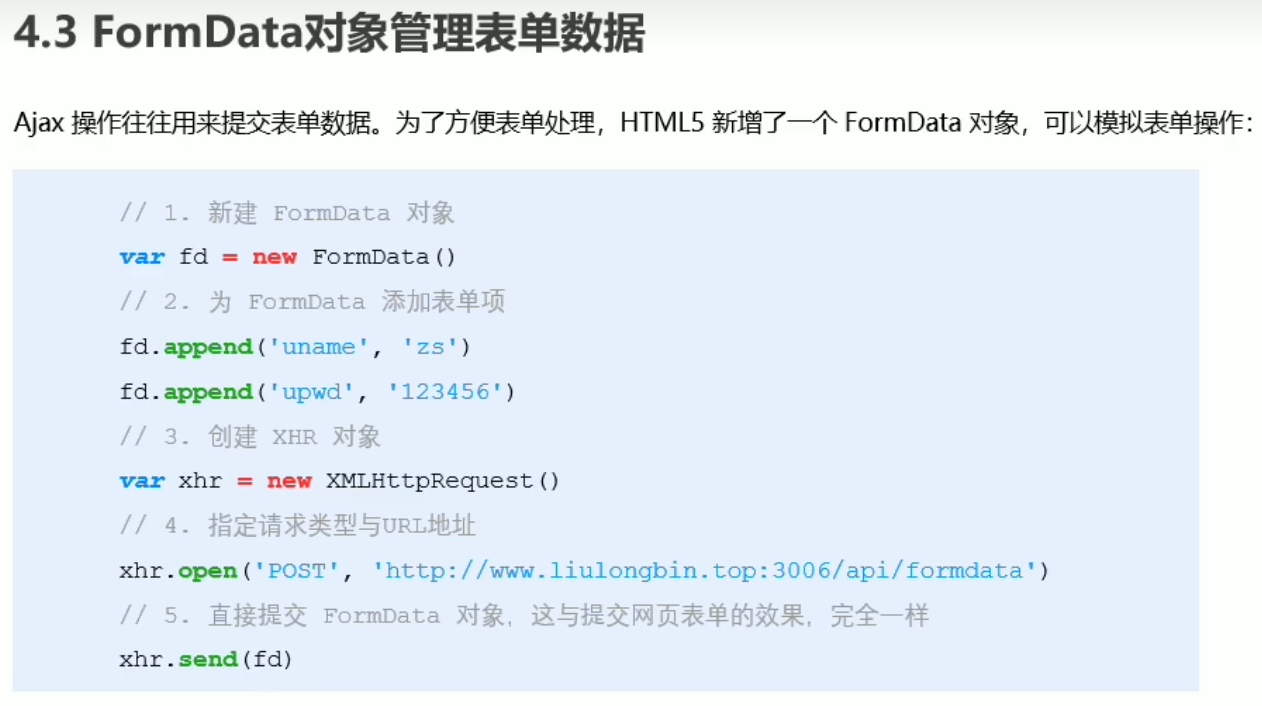 4.3 FormData对象管理表单数据
Ajax 操作往往用来提交表单数据。为了方便表单处理，HTML5 新增了一个 FormData 对象，可以模拟表单操作：
// 1. 新建 FormData 对象
var fd = new FormData()
// 2. 为 FormData 添加表单项
fd.append('uname', 'zs')
fd.append('upwd', '123456')
// 3. 创建 XHR 对象
var xhr = new XMLHttpRequest()
// 4. 指定请求类型与URL地址
xhr.open('POST', 'http://www.liulongbin.top:3006/api/formdata')
// 5. 直接提交 FormData 对象，这与提交网页表单的效果，完全一样
xhr.send(fd)